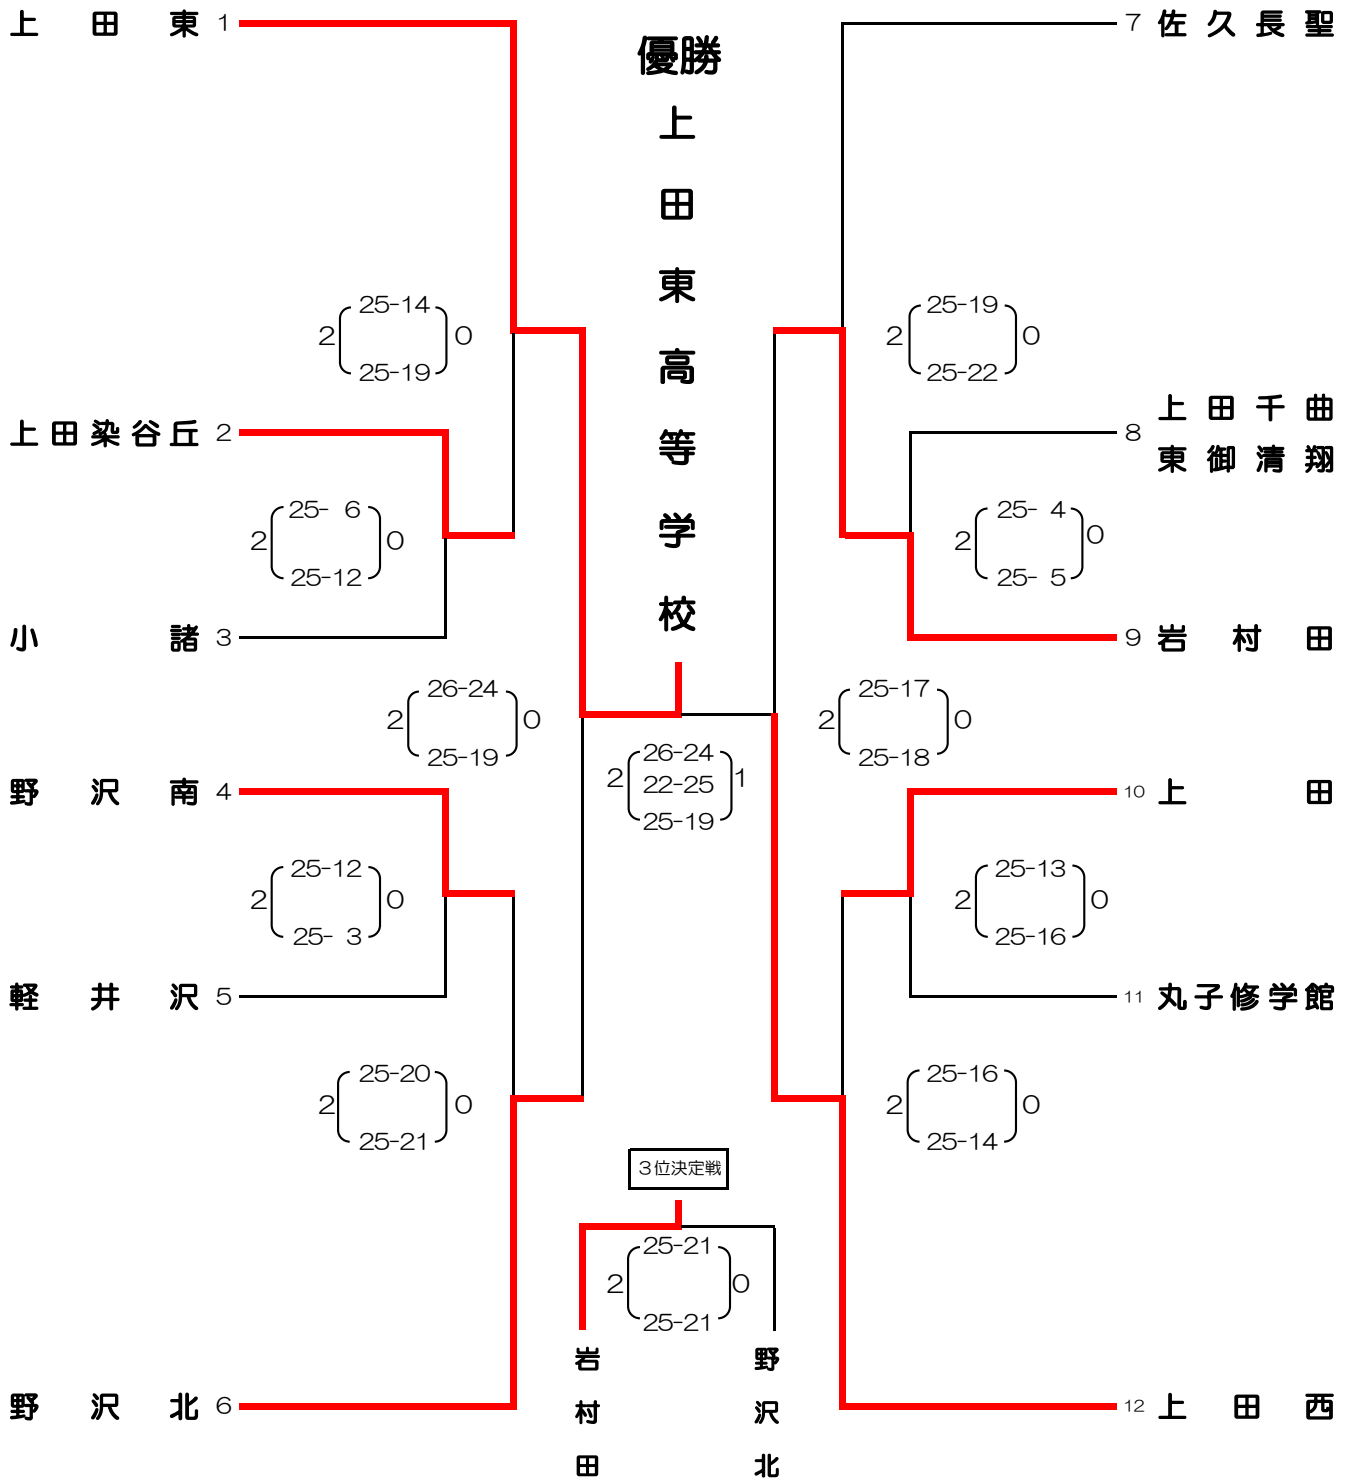 優勝
上田東高等学校
上田東 1
25-14
2 0
25-19
上田染谷丘 2
25- 6
2 0
25-12
小諸 3
26-24
2 0
25-19
野沢南 4
25-12
2 0
25- 3
軽井沢 5
25-20
2 0
25-21
野沢北 6
26-24
2 22-25 1
25-19
7 佐久長聖
25-19
2 0
25-22
8 上田千曲
東御清翔
25- 4
2 0
25- 5
9 岩村田
25-17
2 0
25-18
10 上田
25-13
2 0
25-16
11 丸子修学館
25-16
2 0
25-14
12 上田西
3位決定戦
25-21
2 0
25-21
岩村田
野沢北